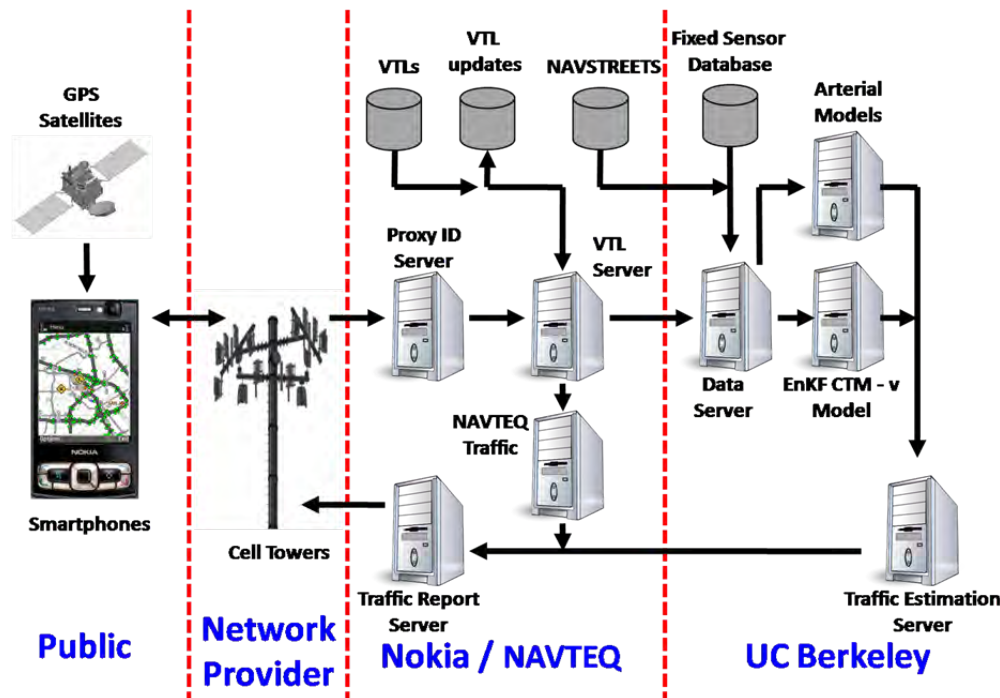 GPS
Satellites
VTLs
VTL
updates
NAVSTREETS
Fixed Sensor
Database
Arterial
Models
Proxy ID
Server
VTL
Server
Data
Server
EnKF CTM - v
Model
NOKIA
Smartphones
Cell Towers
NAVTEQ
Traffic
Traffic Report
Server
Traffic Estimation
Server
Public
Network
Provider
Nokia / NAVTEQ
UC Berkeley